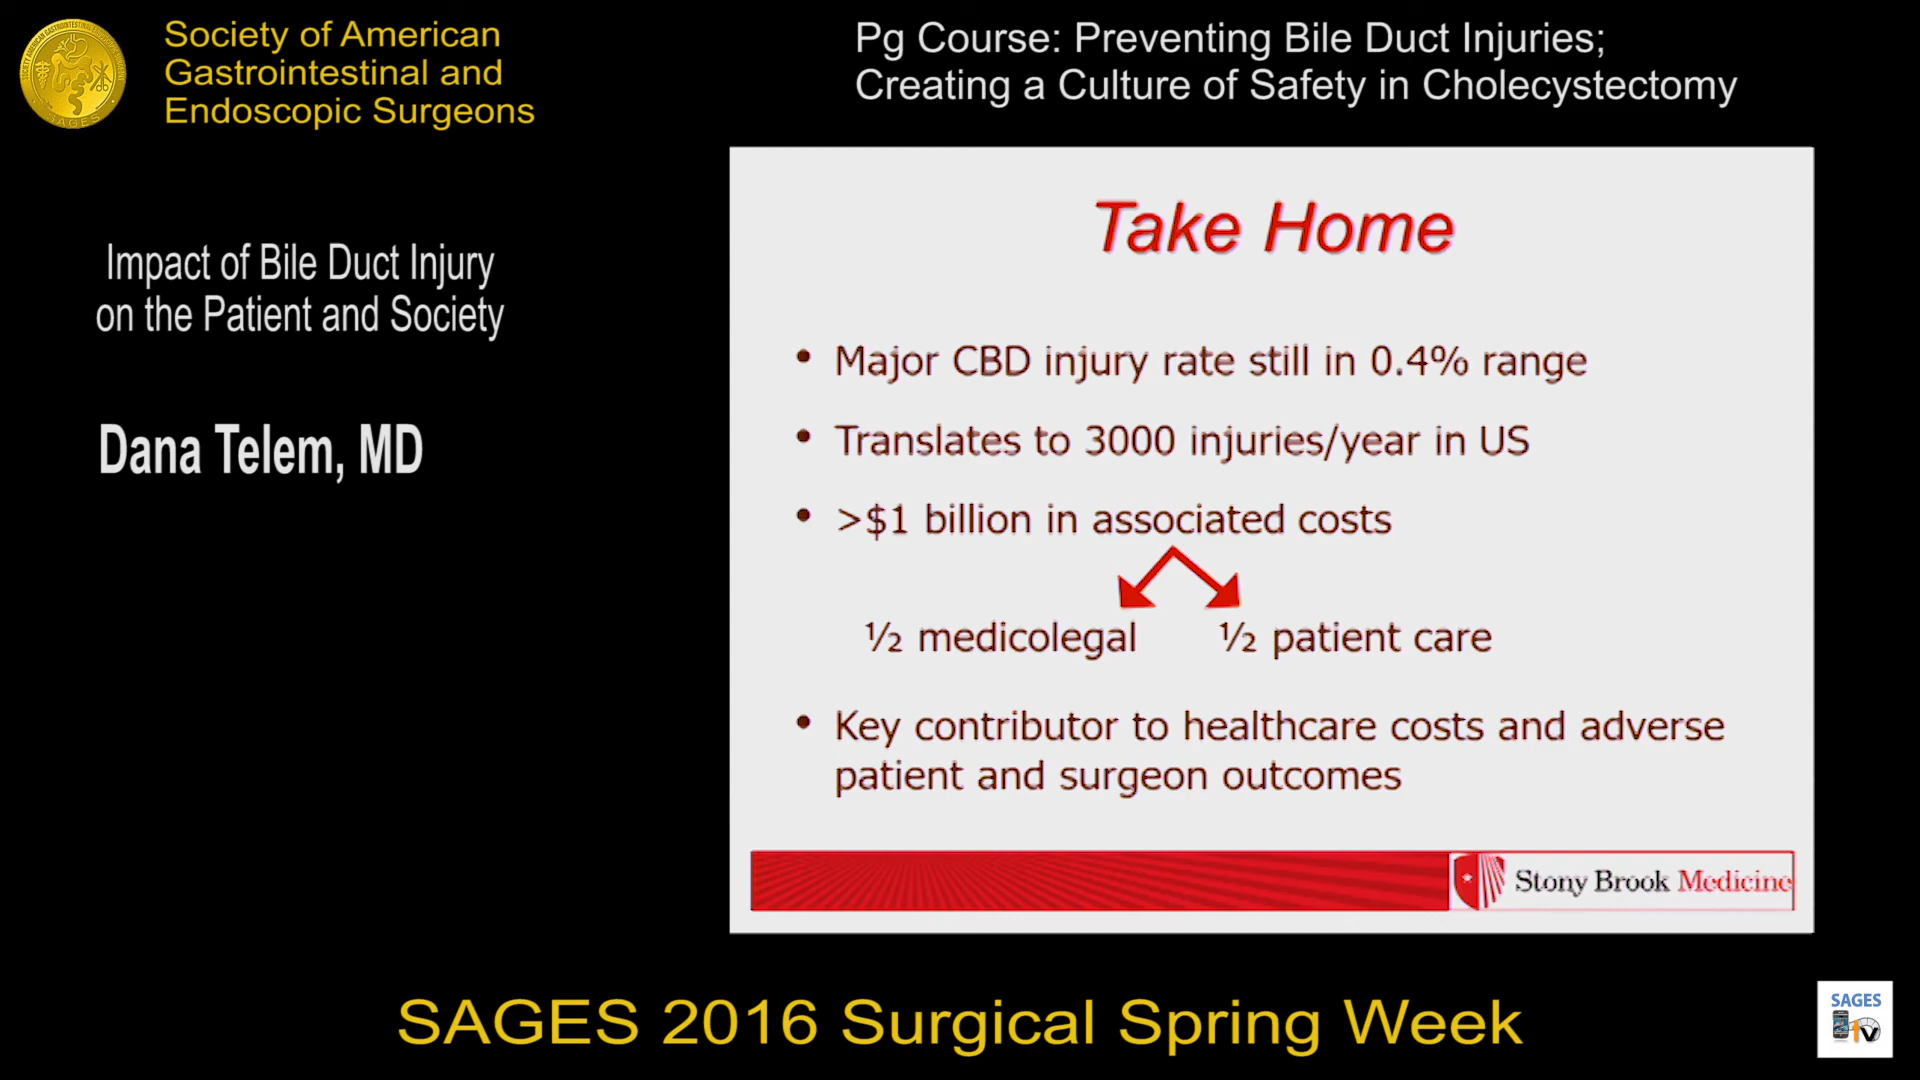 Society of American
Gastrointestinal and
Endoscopic Surgeons
Pg Course: Preventing Bile Duct Injuries;
Creating a Culture of Safety in Cholecystectomy
Impact of Bile Duct Injury
on the Patient and Society
Dana Telem, MD
Take Home
• Major CBD injury rate still in 0.4% range
• Translates to 3000 injuries/year in US
• >$1 billion in associated costs
½ medicolegal ½ patient care
• Key contributor to healthcare costs and adverse
patient and surgeon outcomes
Stony Brook Medicine
SAGES 2016 Surgical Spring Week
SAGES
TV
SAGES